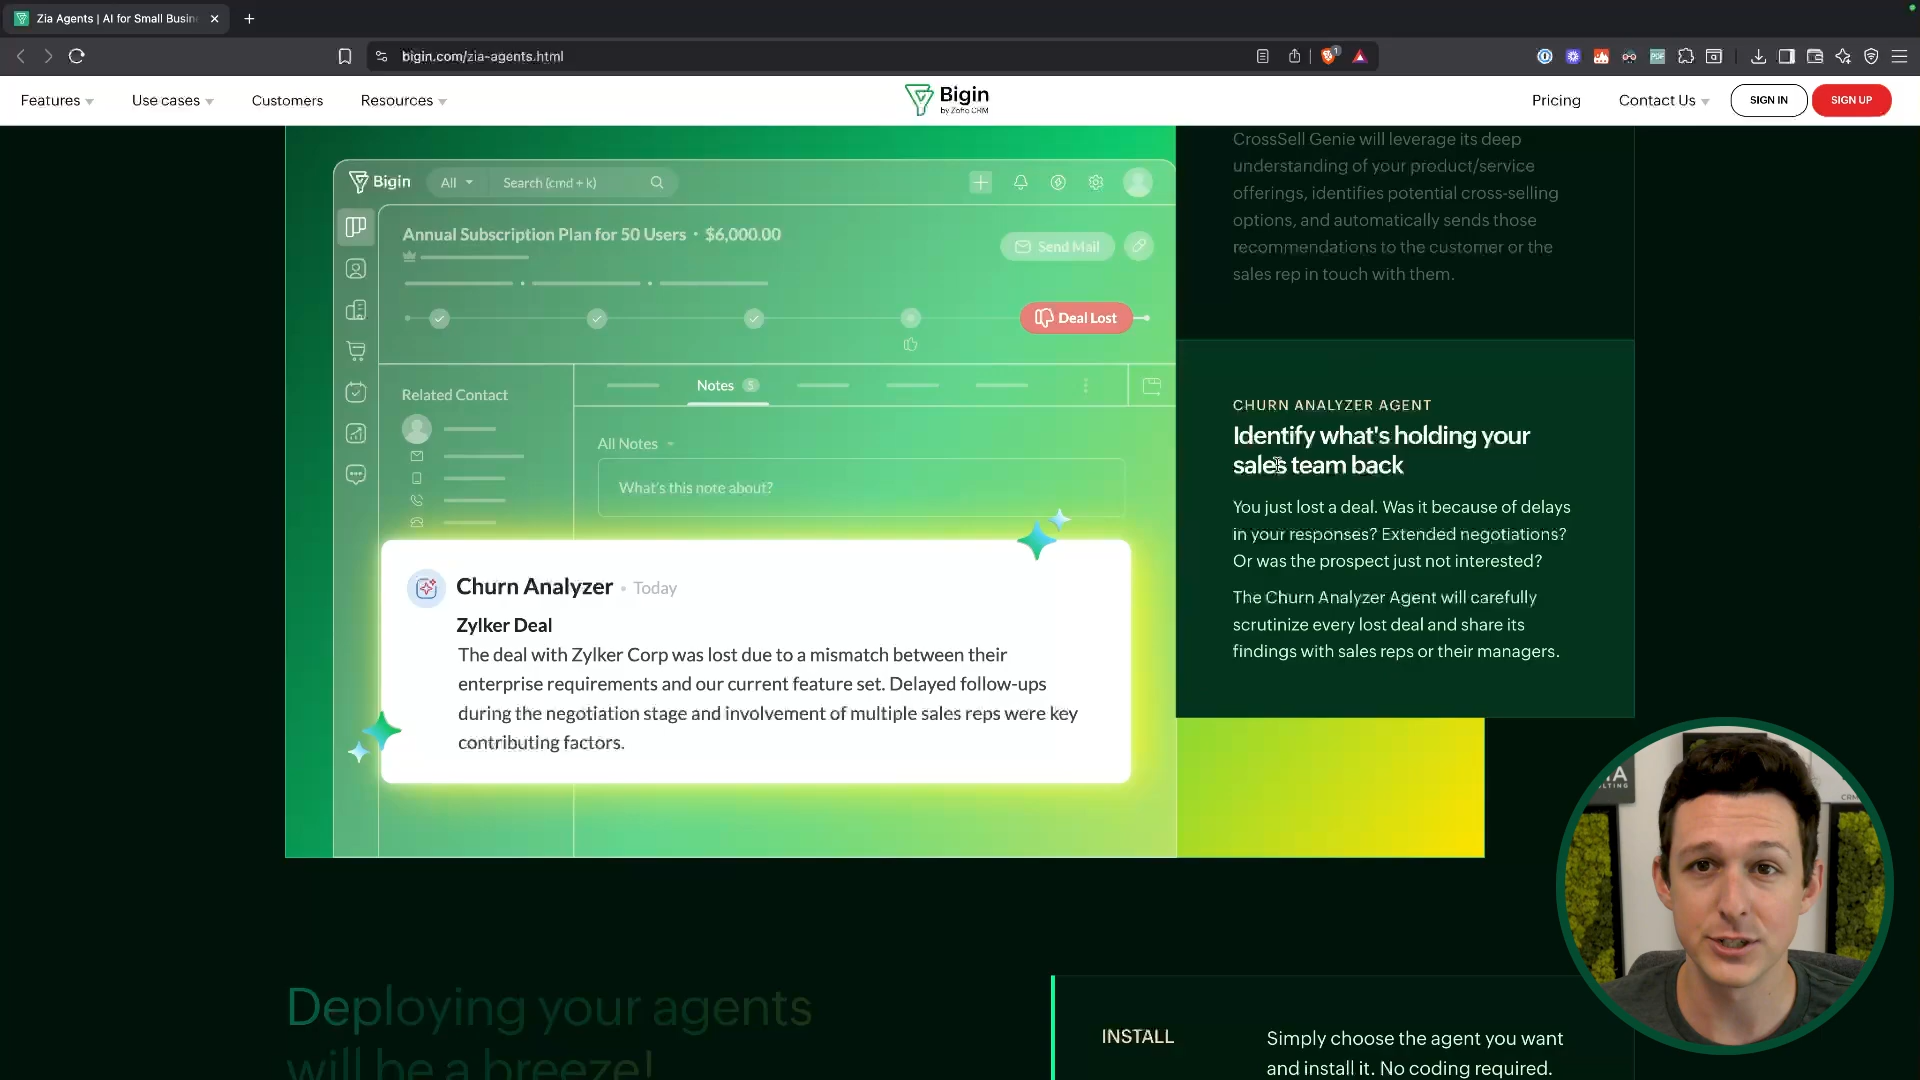 Zia Agents | AI for Small Busin
bigin.com/zia-agents.html
Features
Use cases
Customers
Resources
Bigin
by Zoho CRM
Pricing
Contact Us
SIGN IN
SIGN UP
Bigin
All
Search (cmd + k)
Annual Subscription Plan for 50 Users • $6,000.00
Send Mail
Deal Lost
Related Contact
Notes 5
All Notes
What's this note about?
Churn Analyzer • Today
Zylker Deal
The deal with Zylker Corp was lost due to a mismatch between their
enterprise requirements and our current feature set. Delayed follow-ups
during the negotiation stage and involvement of multiple sales reps were key
contributing factors.
CrossSell Genie will leverage its deep
understanding of your product/service
offerings, identifies potential cross-selling
options, and automatically sends those
recommendations to the customer or the
sales rep in touch with them.
CHURN ANALYZER AGENT
Identify what's holding your
sales team back
You just lost a deal. Was it because of delays
in your responses? Extended negotiations?
Or was the prospect just not interested?
The Churn Analyzer Agent will carefully
scrutinize every lost deal and share its
findings with sales reps or their managers.
Deploying your agents
will be a breeze!
INSTALL
Simply choose the agent you want
and install it. No coding required.